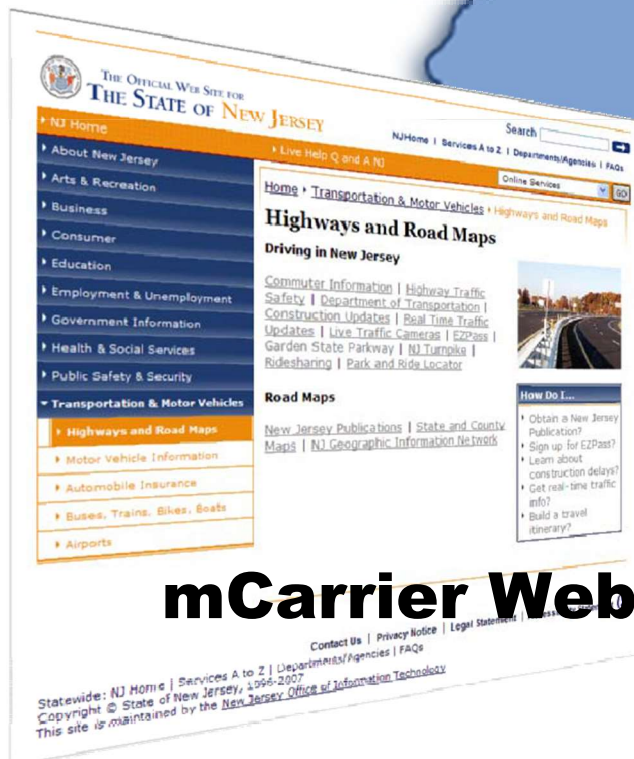 THE OFFICIAL WEB SITE FOR
THE STATE OF NEW JERSEY
Search
NJHome | Services A to Z | Departments/Agencies | FAQs
NJ Home
Live Help Q and A NJ
Online Services
GO
About New Jersey
Arts & Recreation
Business
Consumer
Education
Employment & Unemployment
Government Information
Health & Social Services
Public Safety & Security
Transportation & Motor Vehicles
Highways and Road Maps
Motor Vehicle Information
Automobile Insurance
Buses, Trains, Bikes, Boats
Airports
Home Transportation & Motor Vehicles Highways and Road Maps
Highways and Road Maps
Driving in New Jersey
Commuter Information | Highway Traffic
Safety | Department of Transportation |
Construction Updates | Real Time Traffic
Updates | Live Traffic Cameras | EZPass |
Garden State Parkway | NJ Turnpike |
Ridesharing | Park and Ride Locator
Road Maps
New Jersey Publications | State and County
Maps | NJ Geographic Information Network
How Do I...
Obtain a New Jersey
Publication?
Sign up for EZPass?
Learn about
construction delays?
Get real-time traffic
info?
Build a travel
itinerary?
mCarrier Web
Contact Us | Privacy Notice | Legal Statement |
Statewide: NJ Home | Services A to Z | Departments/Agencies | FAQs
Copyright © State of New Jersey, 1996-2007
This site is maintained by the New Jersey Office of Information Technology